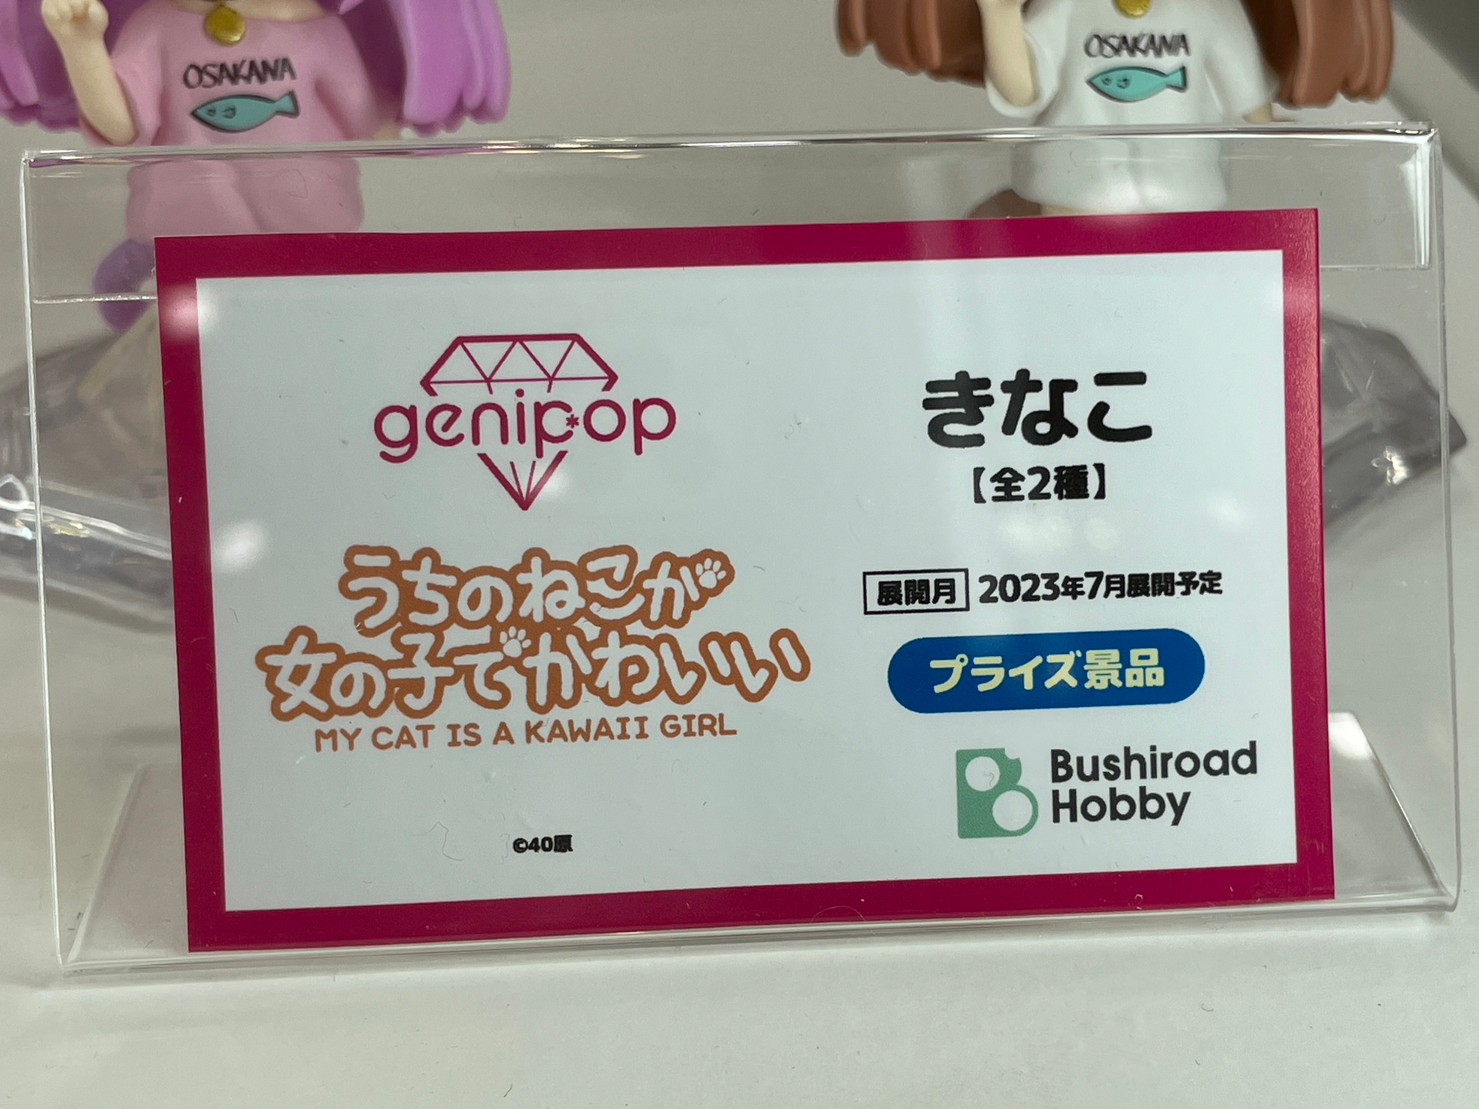 OSAKANA
OSAKANA
genipop
うちのねこが
女の子でかわいい
MY CAT IS A KAWAII GIRL
©40原
きなこ
【全2種】
展開月 2023年7月展開予定
プライズ景品
Bushiroad
Hobby